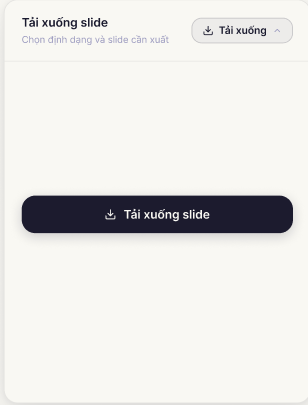 Tải xuống slide
Chọn định dạng và slide cần xuất
Tải xuống
Tải xuống slide